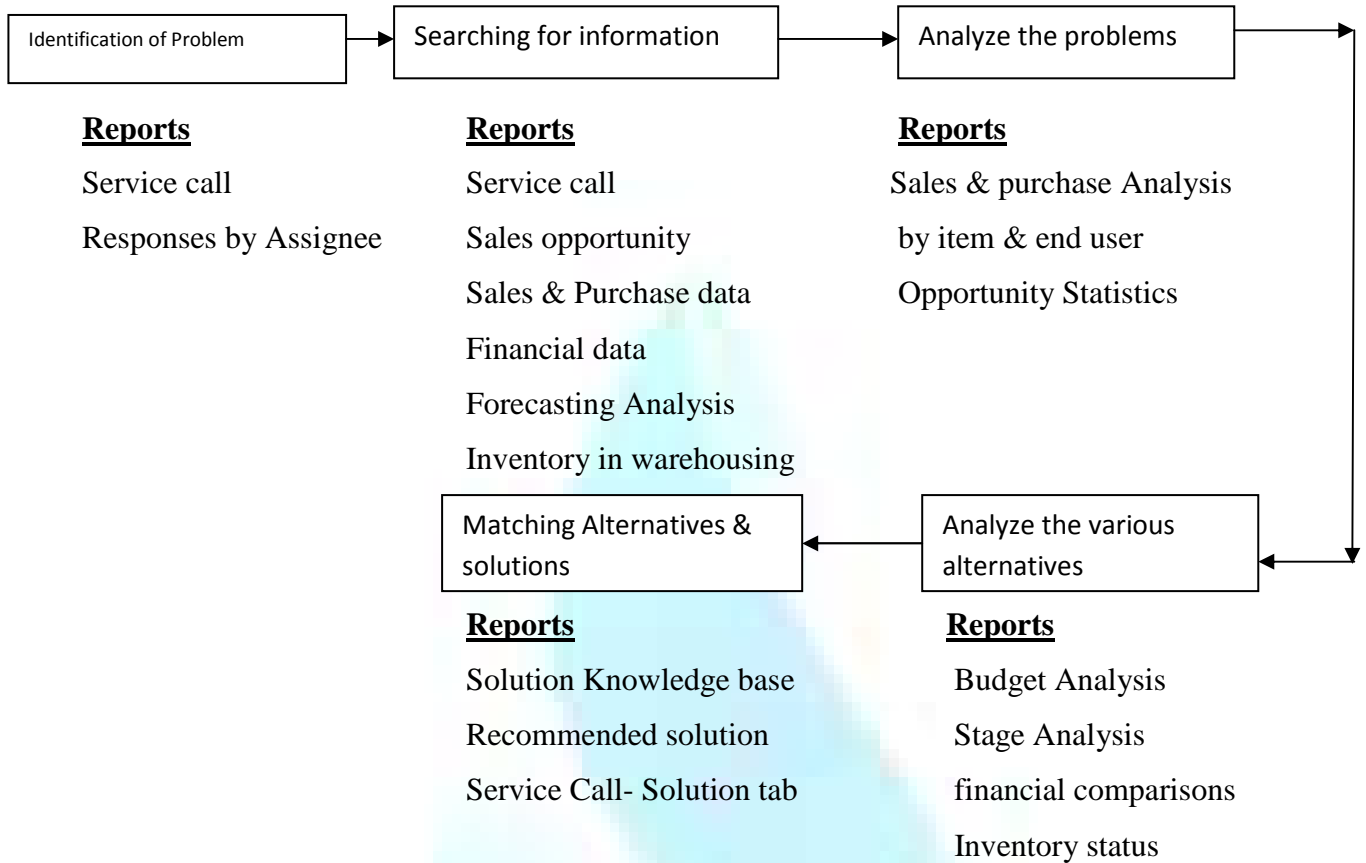 Identification of Problem
Searching for information
Analyze the problems
Reports
Service call
Responses by Assignee
Reports
Service call
Sales opportunity
Sales & Purchase data
Financial data
Forecasting Analysis
Inventory in warehousing
Reports
Sales & purchase Analysis
by item & end user
Opportunity Statistics
Matching Alternatives &
solutions
Analyze the various
alternatives
Reports
Solution Knowledge base
Recommended solution
Service Call- Solution tab
Reports
Budget Analysis
Stage Analysis
financial comparisons
Inventory status